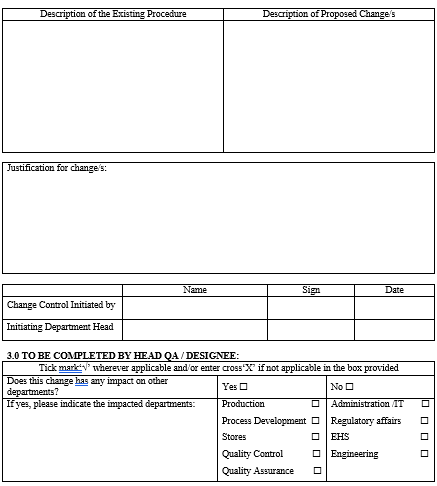 Description of the Existing Procedure Description of Proposed Change/s
Justification for change/s:
Name Sign Date
Change Control Initiated by
Initiating Department Head
3.0 TO BE COMPLETED BY HEAD QA / DESIGNEE:
Tick mark‘√’ wherever applicable and/or enter cross‘X’ if not applicable in the box provided
Does this change has any impact on other Yes ☐ No ☐
departments?
If yes, please indicate the impacted departments: Production ☐ Administration /IT ☐
Process Development ☐ Regulatory affairs ☐
Stores ☐ EHS ☐
Quality Control ☐ Engineering ☐
Quality Assurance ☐